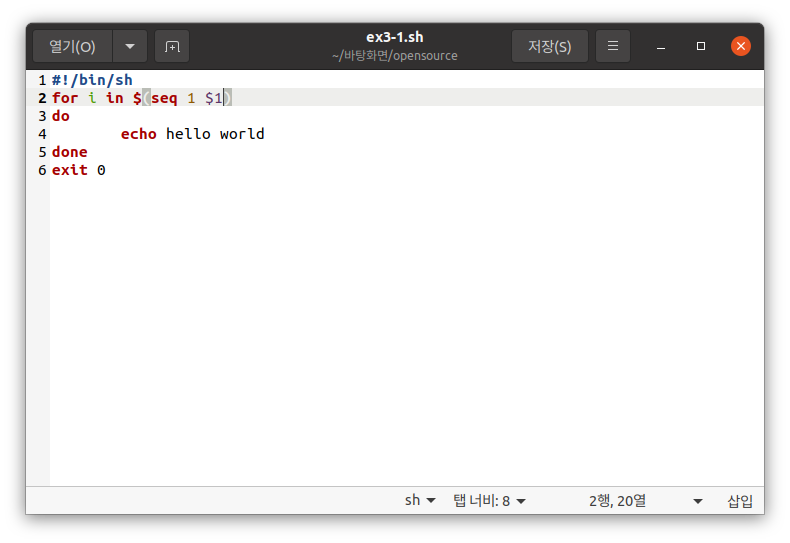 열기(O)
ex3-1.sh
~/바탕화면/opensource
저장(S)
1 #!/bin/sh
2 for i in $(seq 1 $1)
3 do
4 echo hello world
5 done
6 exit 0
sh 탭 너비: 8 2행, 20열 삽입